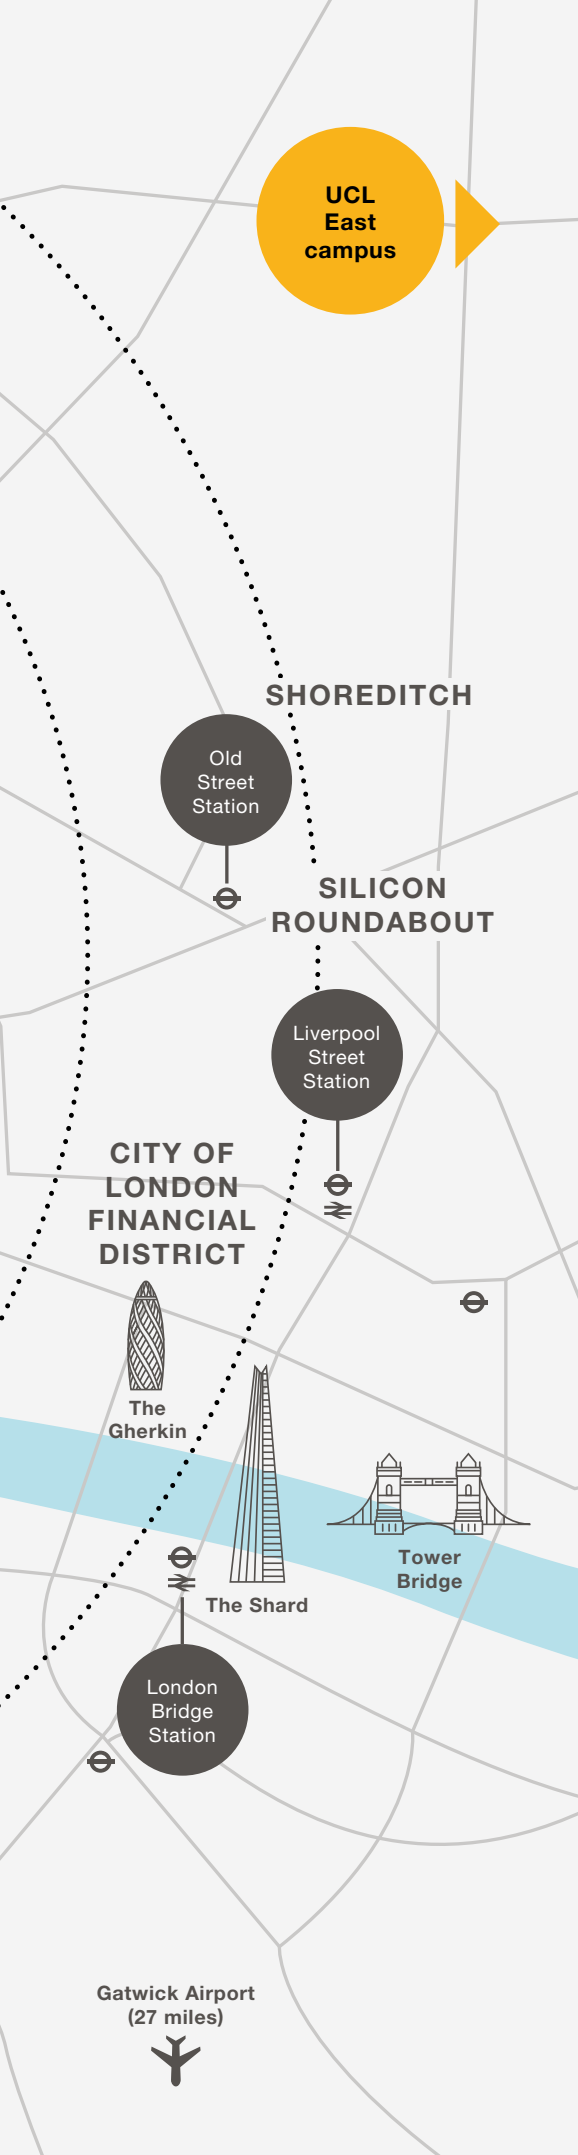 UCL
East
campus
SHOREDITCH
Old
Street
Station
SILICON
ROUNDABOUT
Liverpool
Street
Station
CITY OF
LONDON
FINANCIAL
DISTRICT
The
Gherkin
Tower
Bridge
The Shard
London
Bridge
Station
Gatwick Airport
(27 miles)